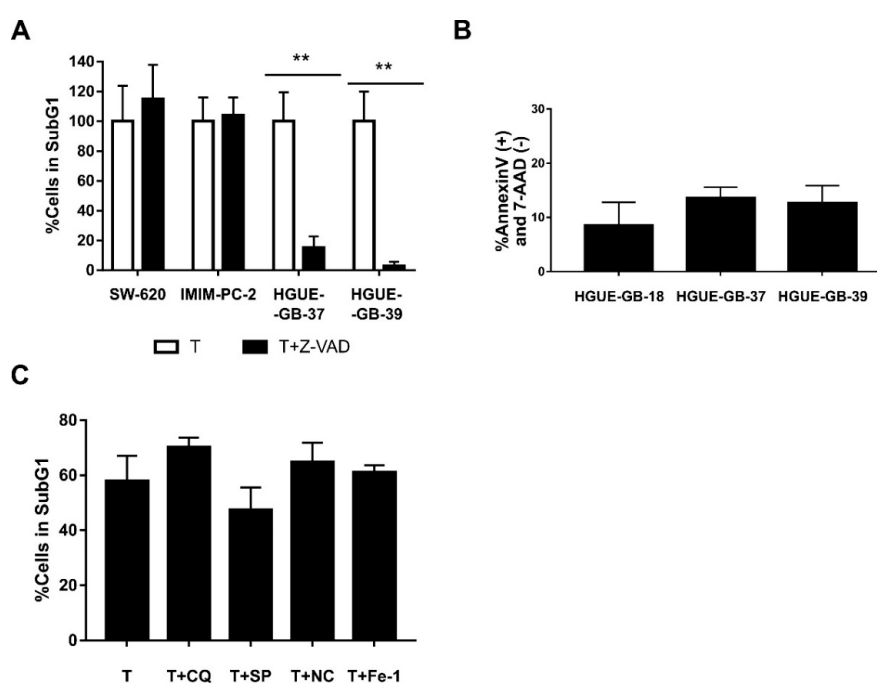 A
%Cells in SubG1
140
120
100
80
60
40
20
0
**
**
SW-620
IMIM-PC-2
HGUE-
-GB-37
HGUE-
-GB-39
T
T+Z-VAD
B
%AnnexinV (+)
and 7-AAD (-)
30
20
10
0
HGUE-GB-18
HGUE-GB-37
HGUE-GB-39
C
%Cells in SubG1
80
60
40
20
0
T
T+CQ
T+SP
T+NC
T+Fe-1